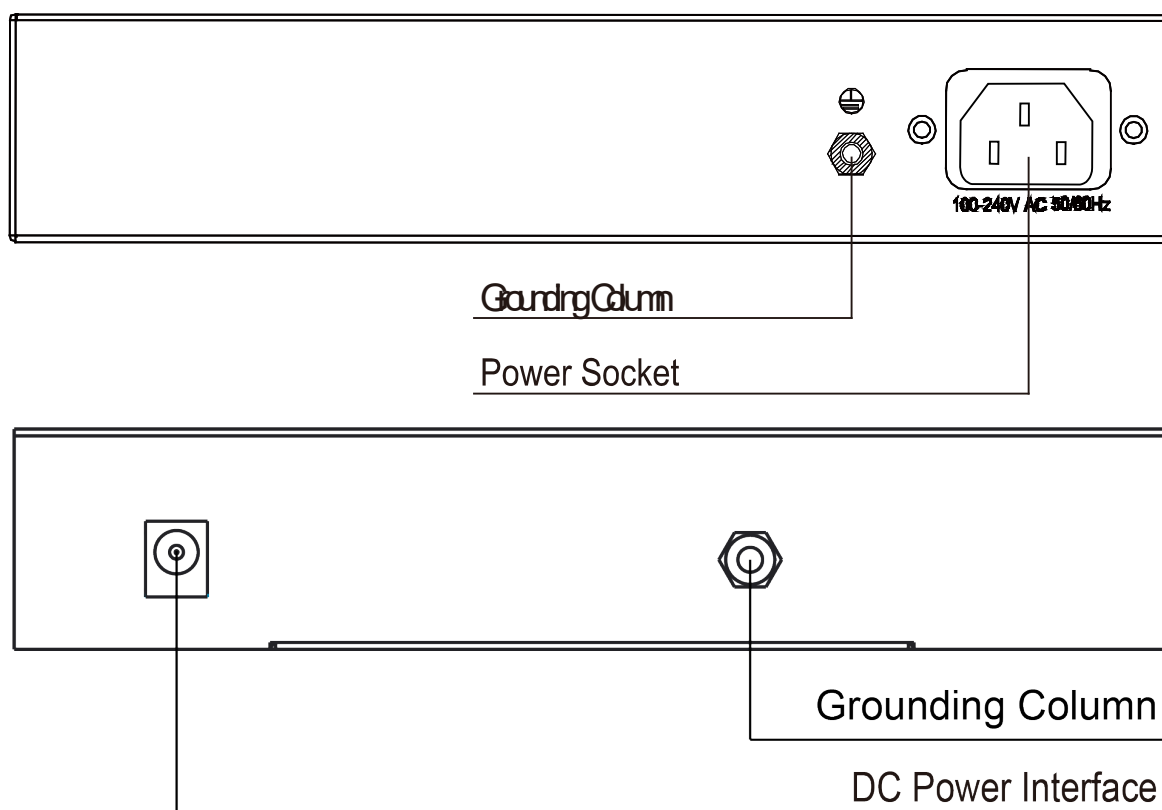 100-240V AC 50/60Hz
Grounding Column
Power Socket
Grounding Column
DC Power Interface